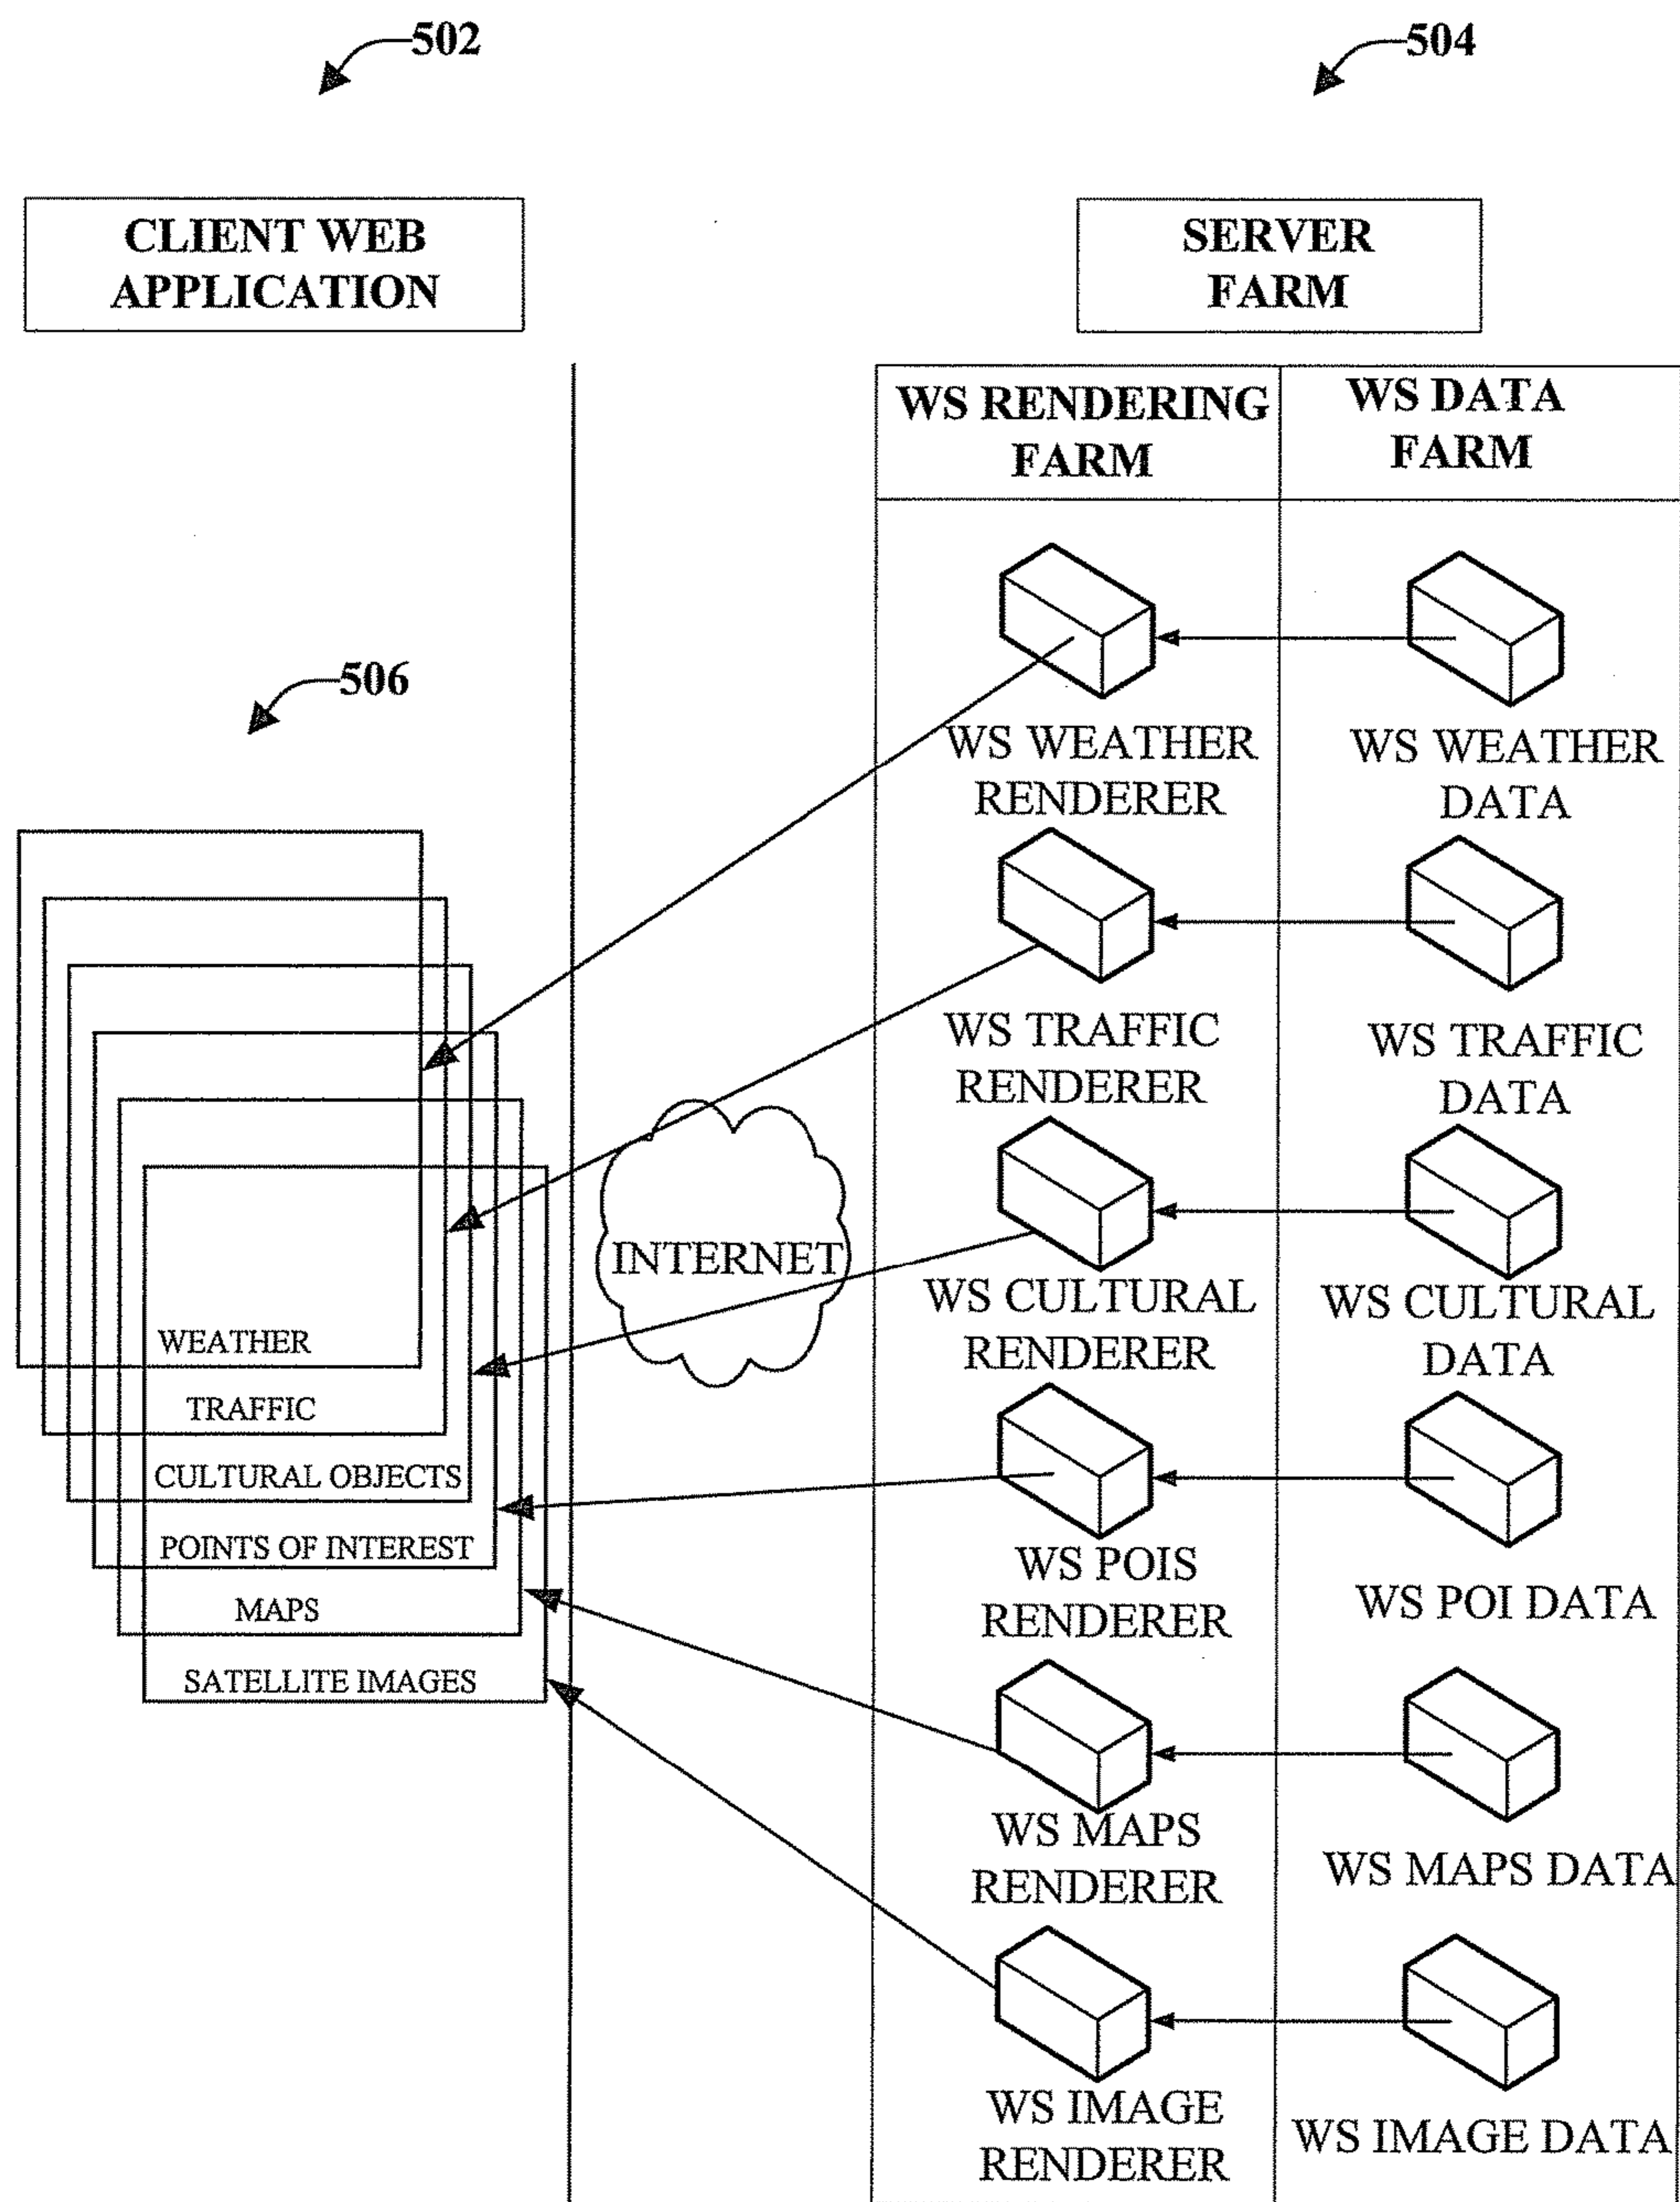 502
504
CLIENT WEB
APPLICATION
SERVER
FARM
WS RENDERING
FARM
WS DATA
FARM
506
WS WEATHER
RENDERER
WS WEATHER
DATA
WS TRAFFIC
RENDERER
WS TRAFFIC
DATA
INTERNET
WS CULTURAL
RENDERER
WS CULTURAL
DATA
WEATHER
TRAFFIC
CULTURAL OBJECTS
POINTS OF INTEREST
MAPS
SATELLITE IMAGES
WS POIS
RENDERER
WS POI DATA
WS MAPS
RENDERER
WS MAPS DATA
WS IMAGE
RENDERER
WS IMAGE DATA